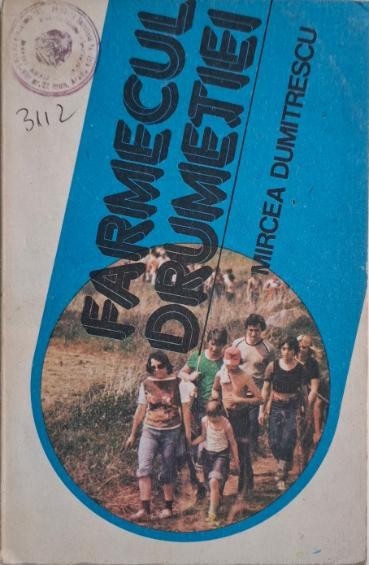 3112
FARMECUL
DRUMEȚIEI
MIRCEA DUMITRESCU